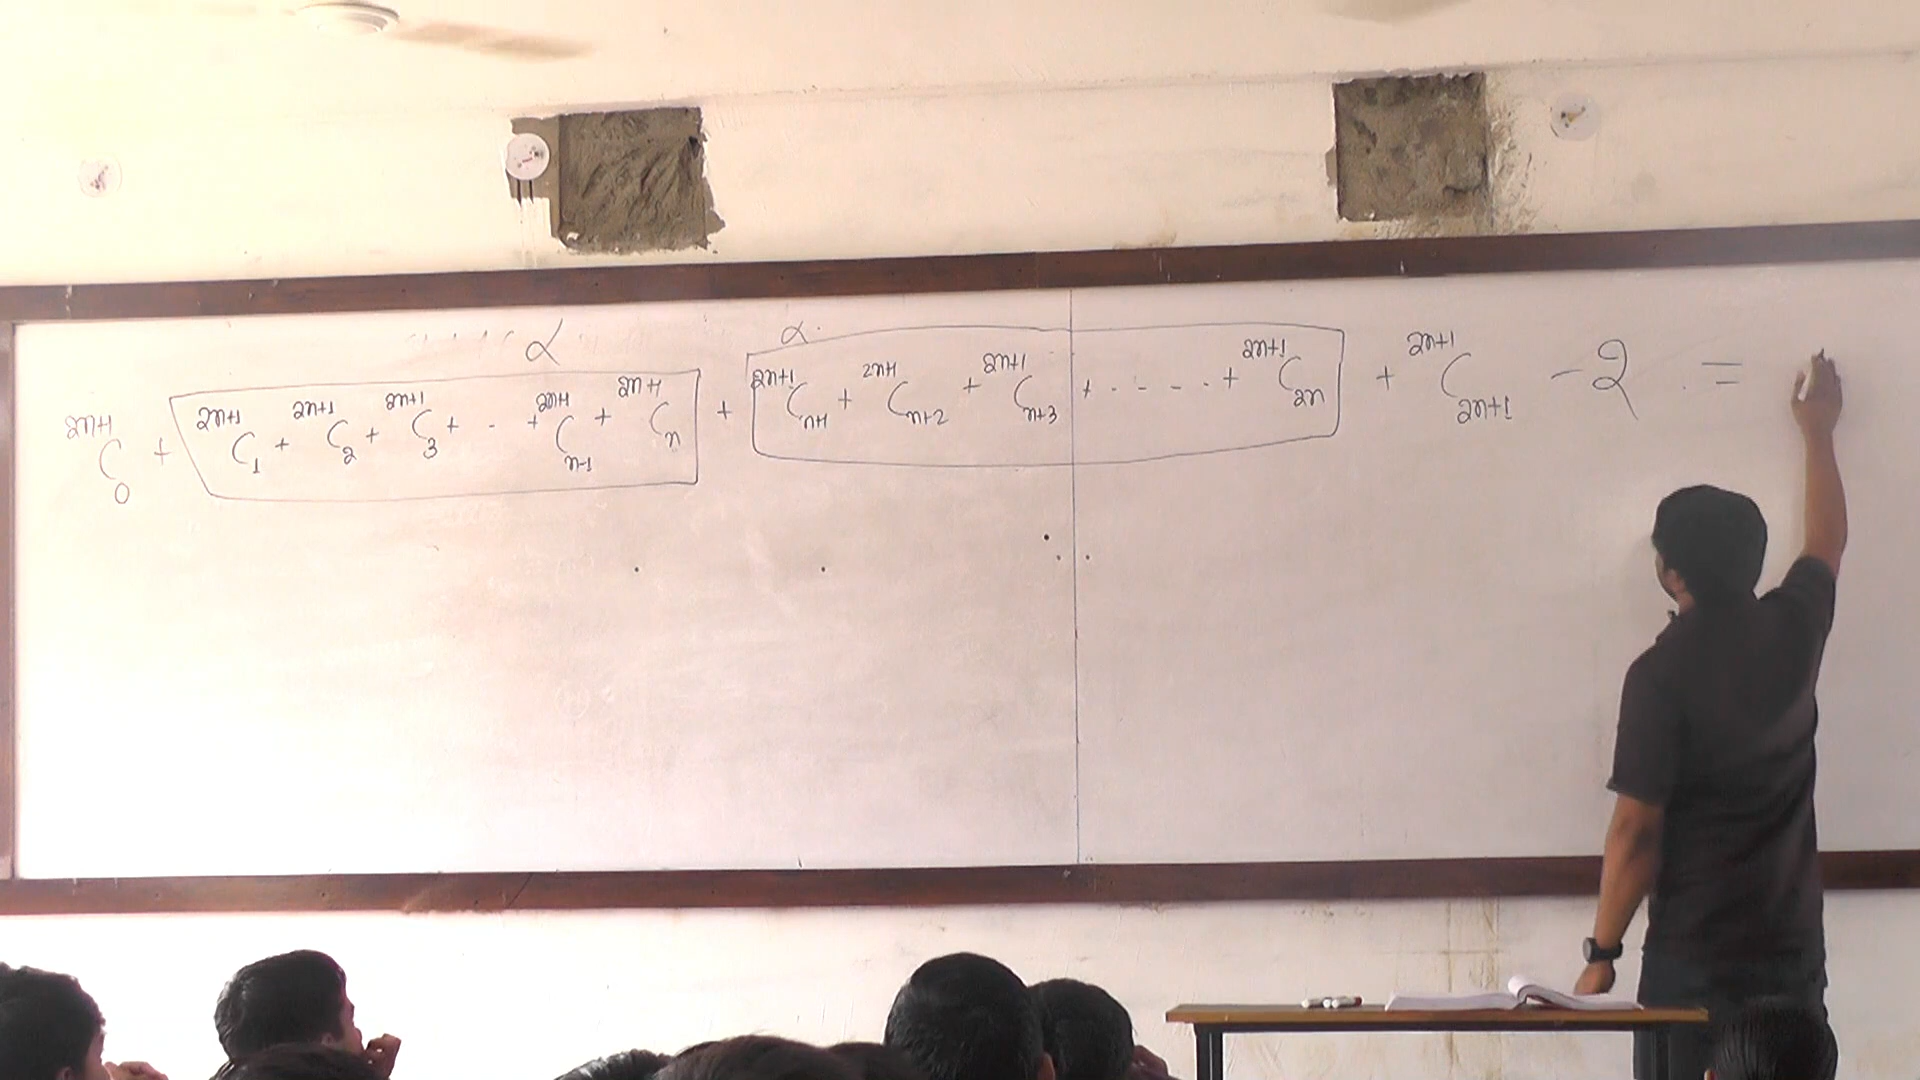 α α.
²ⁿ⁺¹C₀ + ²ⁿ⁺¹C₁ + ²ⁿ⁺¹C₂ + ²ⁿ⁺¹C₃ + . . + ²ⁿ⁺¹Cₙ₋₁ + ²ⁿ⁺¹Cₙ + ²ⁿ⁺¹Cₙ₊₁ + ²ⁿ⁺¹Cₙ₊₂ + ²ⁿ⁺¹Cₙ₊₃ + . - - - . + ²ⁿ⁺¹C₂ₙ + ²ⁿ⁺¹C₂ₙ₊₁ - 2 . =